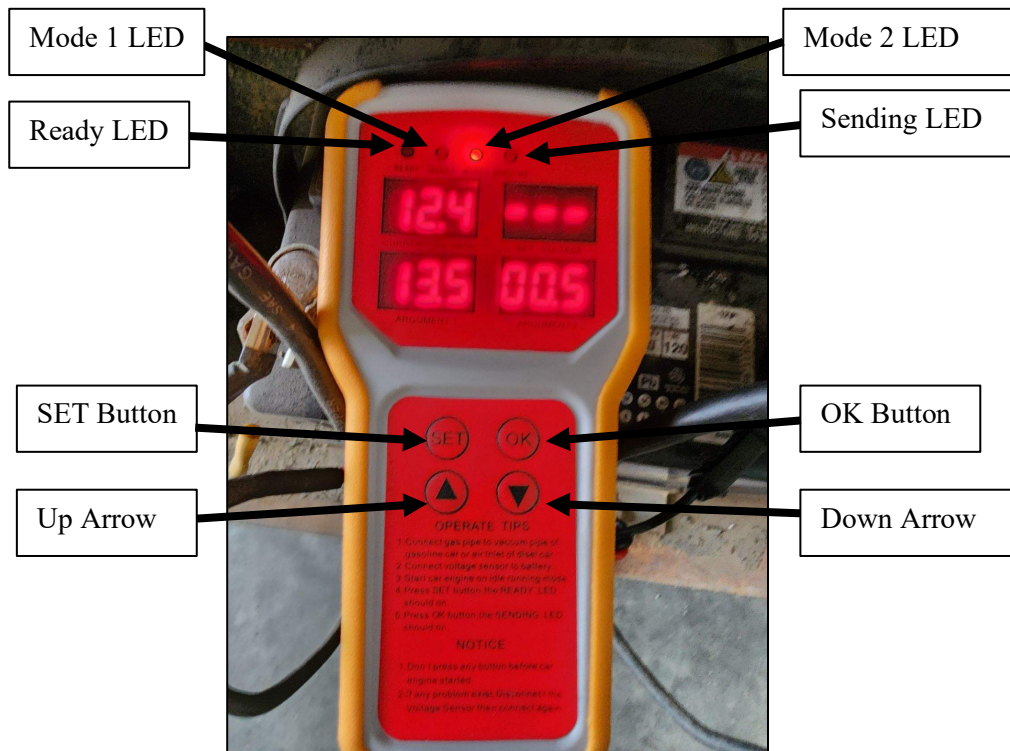 Mode 1 LED
Mode 2 LED
Ready LED
Sending LED
12.4
---
13.5
00.5
ARGUMENT 1
SET Button
SET
OK
OK Button
Up Arrow
Down Arrow
OPERATE TIPS
1. Connect gas pipe to vacuum pipe of
gasoline car or air inlet of disel car.
2. Connect voltage sensor to battery.
3. Start car engine on idle running mode.
4. Press SET button ,the READY LED
should on.
5. Press OK button ,the SENDING LED
should on.
NOTICE
1. Don't press any button before car
engine started.
2. If any problem exist, Disconnect the
Voltage Sensor then connect again.
120
Pb